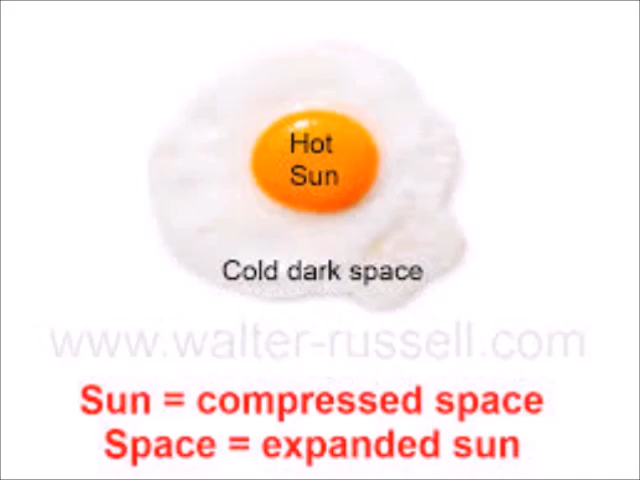 Hot
Sun
Cold dark space
www.walter-russell.com
Sun = compressed space
Space = expanded sun